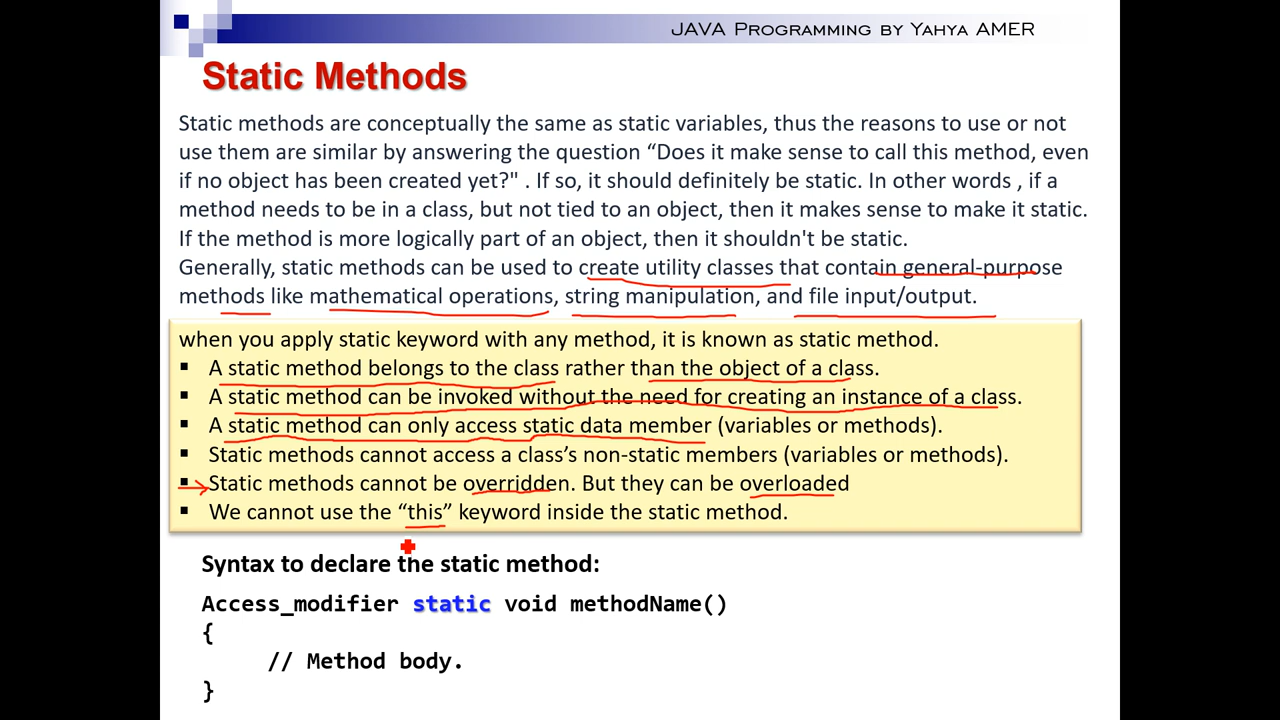 JAVA Programming by Yahya AMER
Static Methods
Static methods are conceptually the same as static variables, thus the reasons to use or not
use them are similar by answering the question “Does it make sense to call this method, even
if no object has been created yet?" . If so, it should definitely be static. In other words , if a
method needs to be in a class, but not tied to an object, then it makes sense to make it static.
If the method is more logically part of an object, then it shouldn't be static.
Generally, static methods can be used to create utility classes that contain general-purpose
methods like mathematical operations, string manipulation, and file input/output.
when you apply static keyword with any method, it is known as static method.
▪ A static method belongs to the class rather than the object of a class.
▪ A static method can be invoked without the need for creating an instance of a class.
▪ A static method can only access static data member (variables or methods).
▪ Static methods cannot access a class’s non-static members (variables or methods).
▪ Static methods cannot be overridden. But they can be overloaded
▪ We cannot use the “this” keyword inside the static method.
Syntax to declare the static method:
Access_modifier static void methodName()
{
// Method body.
}